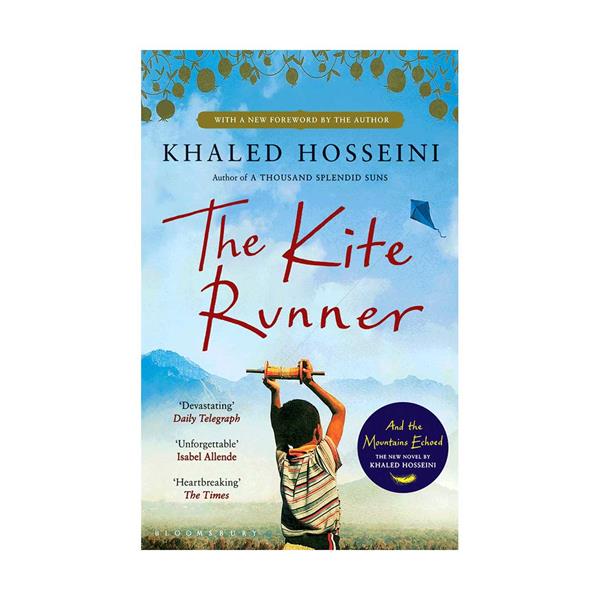 WITH A NEW FOREWORD BY THE AUTHOR
KHALED HOSSEINI
Author of A THOUSAND SPLENDID SUNS
The Kite
Runner
‘Devastating’
Daily Telegraph
‘Unforgettable’
Isabel Allende
‘Heartbreaking’
The Times
And the
Mountains Echoed
THE NEW NOVEL BY
KHALED HOSSEINI
BLOOMSBURY